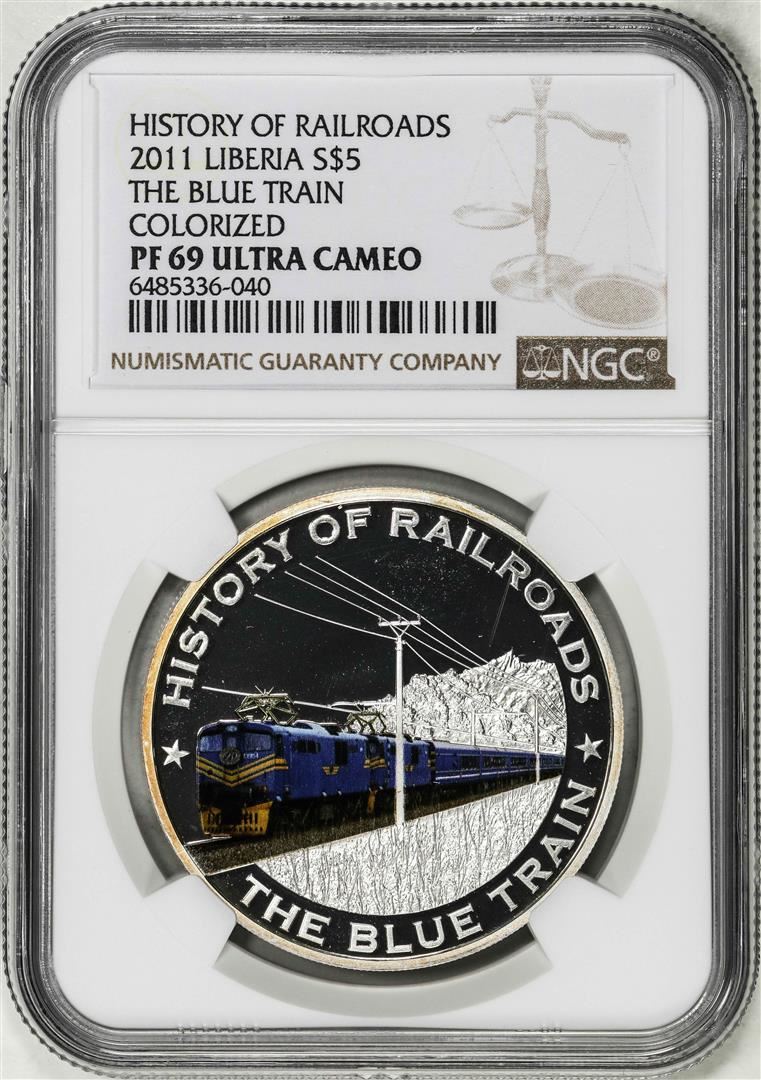 HISTORY OF RAILROADS
2011 LIBERIA S$5
THE BLUE TRAIN
COLORIZED
PF 69 ULTRA CAMEO
6485336-040
NUMISMATIC GUARANTY COMPANY
NGC®
HISTORY OF RAILROADS
THE BLUE TRAIN